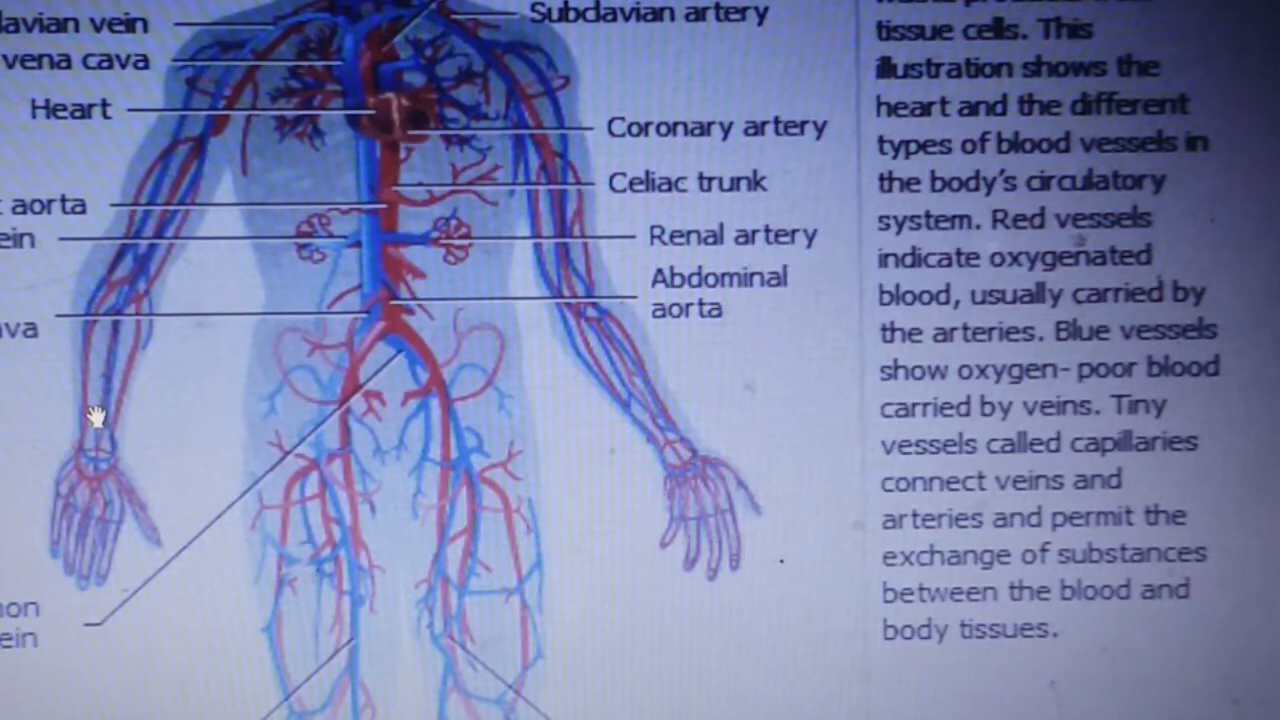 avian vein
vena cava
Heart
aorta
ein
ava
on
ein
Subclavian artery
Coronary artery
Celiac trunk
Renal artery
Abdominal
aorta
tissue cells. This
illustration shows the
heart and the different
types of blood vessels in
the body's circulatory
system. Red vessels
indicate oxygenated
blood, usually carried by
the arteries. Blue vessels
show oxygen- poor blood
carried by veins. Tiny
vessels called capillaries
connect veins and
arteries and permit the
exchange of substances
between the blood and
body tissues.